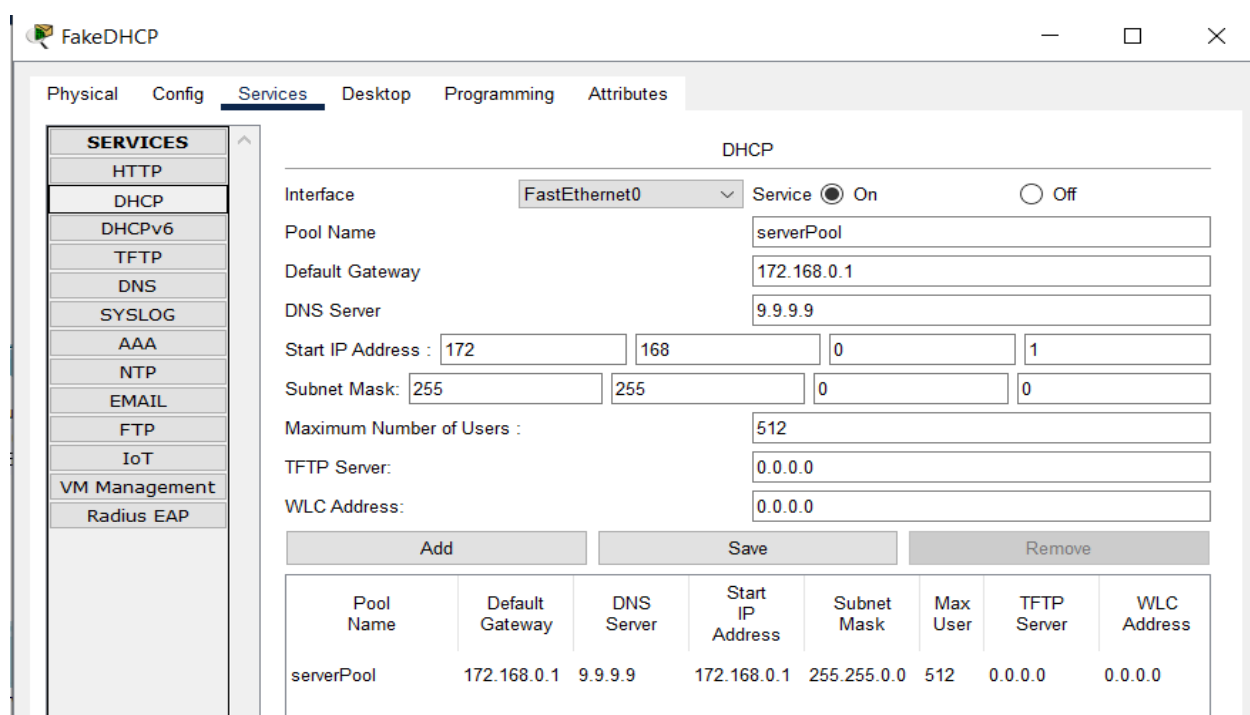 FakeDHCP
Physical Config Services Desktop Programming Attributes
SERVICES
HTTP
DHCP
DHCPv6
TFTP
DNS
SYSLOG
AAA
NTP
EMAIL
FTP
IoT
VM Management
Radius EAP
DHCP
Interface FastEthernet0 Service On Off
Pool Name serverPool
Default Gateway 172.168.0.1
DNS Server 9.9.9.9
Start IP Address : 172 168 0 1
Subnet Mask: 255 255 0 0
Maximum Number of Users : 512
TFTP Server: 0.0.0.0
WLC Address: 0.0.0.0
Add Save Remove
Pool Name Default Gateway DNS Server Start IP Address Subnet Mask Max User TFTP Server WLC Address
serverPool 172.168.0.1 9.9.9.9 172.168.0.1 255.255.0.0 512 0.0.0.0 0.0.0.0